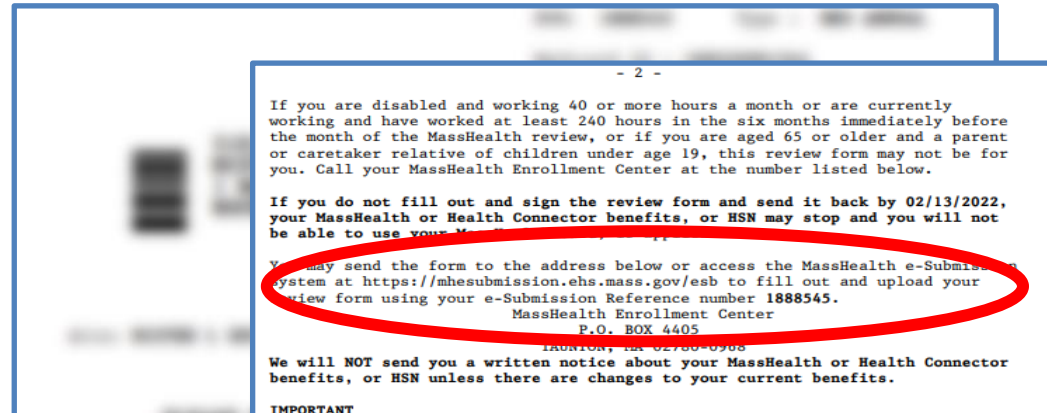 - 2 -
If you are disabled and working 40 or more hours a month or are currently
working and have worked at least 240 hours in the six months immediately before
the month of the MassHealth review, or if you are aged 65 or older and a parent
or caretaker relative of children under age 19, this review form may not be for
you. Call your MassHealth Enrollment Center at the number listed below.
If you do not fill out and sign the review form and send it back by 02/13/2022,
your MassHealth or Health Connector benefits, or HSN may stop and you will not
be able to use your
You may send the form to the address below or access the MassHealth e-Submission
system at https://mhesubmission.ehs.mass.gov/esb to fill out and upload your
review form using your e-Submission Reference number 1888545.
MassHealth Enrollment Center
P.O. BOX 4405
TAUNTON, MA 02780-0968
We will NOT send you a written notice about your MassHealth or Health Connector
benefits, or HSN unless there are changes to your current benefits.
IMPORTANT